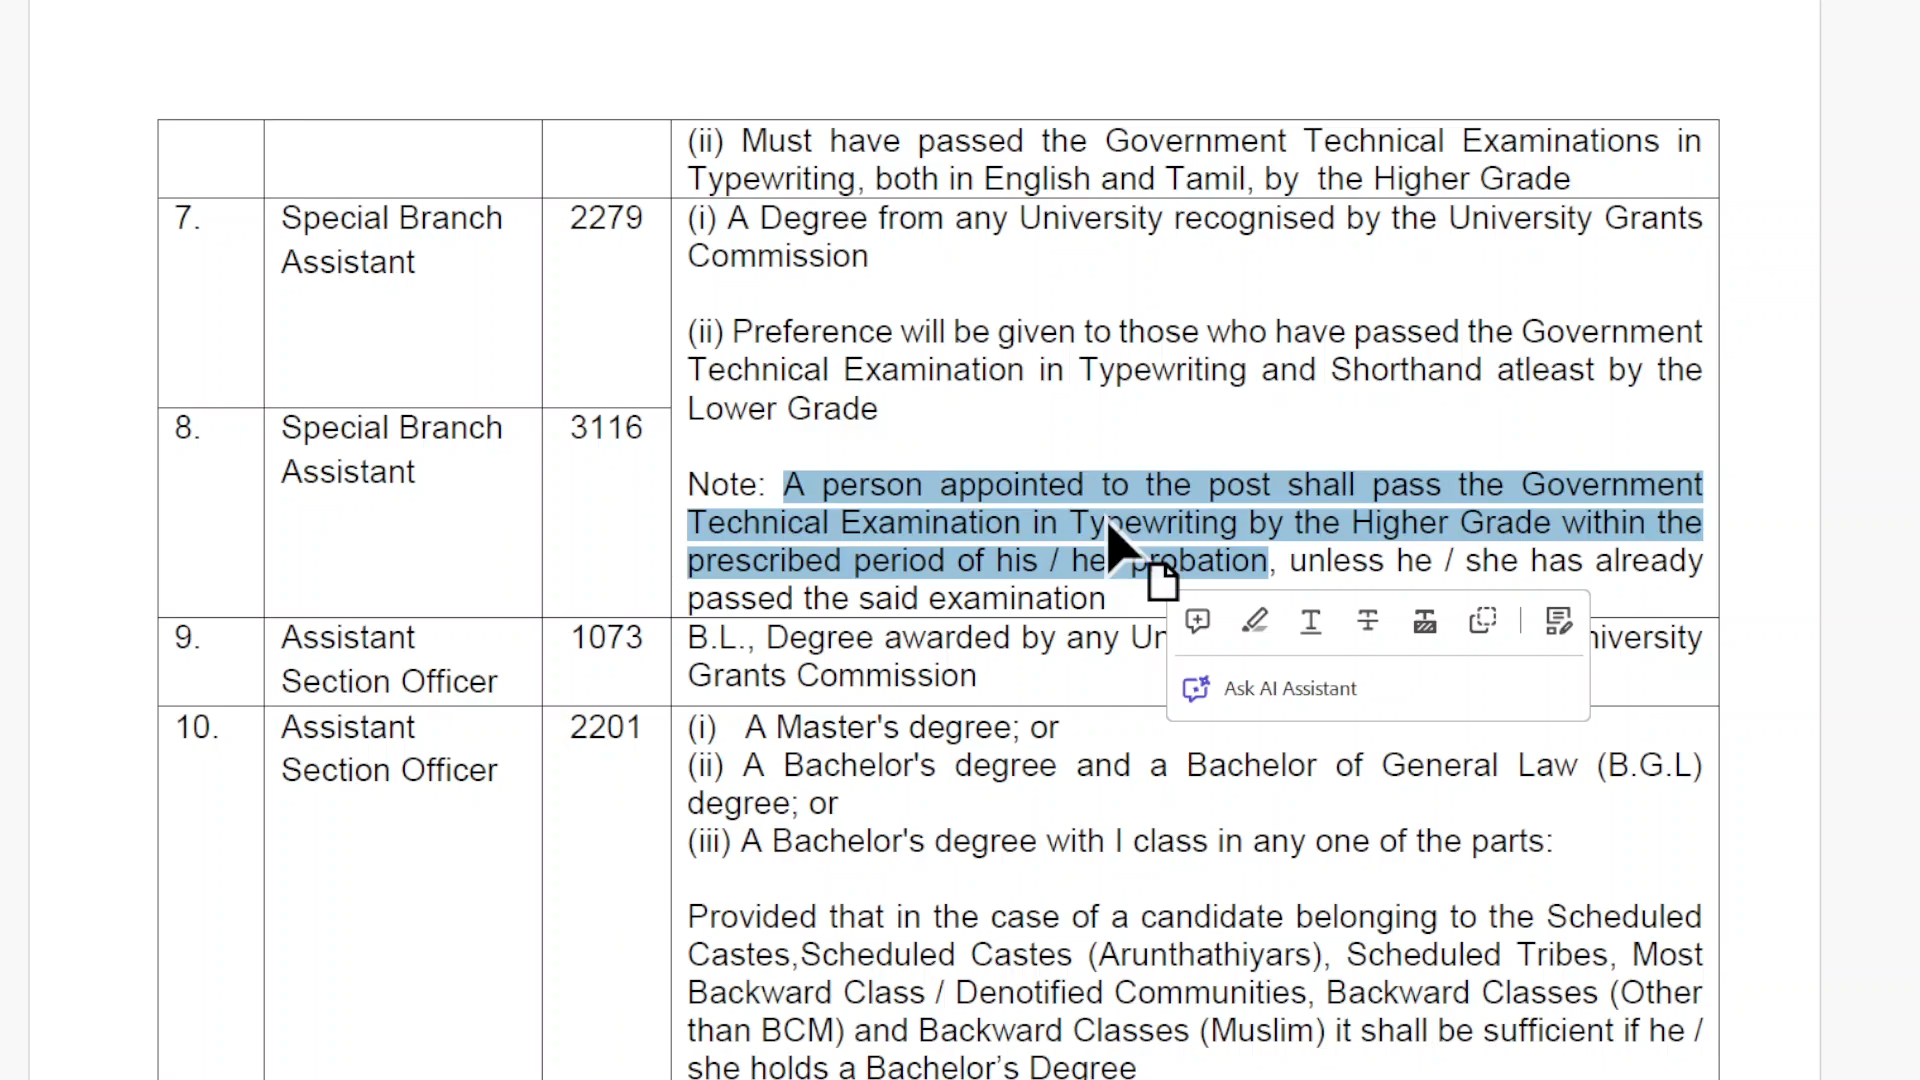 (ii) Must have passed the Government Technical Examinations in
Typewriting, both in English and Tamil, by the Higher Grade
7.
Special Branch
Assistant
2279
(i) A Degree from any University recognised by the University Grants
Commission
(ii) Preference will be given to those who have passed the Government
Technical Examination in Typewriting and Shorthand atleast by the
Lower Grade
8.
Special Branch
Assistant
3116
Note: A person appointed to the post shall pass the Government
Technical Examination in Typewriting by the Higher Grade within the
prescribed period of his / he probation, unless he / she has already
passed the said examination
9.
Assistant
Section Officer
1073
B.L., Degree awarded by any Un niversity
Grants Commission
Ask AI Assistant
10.
Assistant
Section Officer
2201
(i) A Master's degree; or
(ii) A Bachelor's degree and a Bachelor of General Law (B.G.L)
degree; or
(iii) A Bachelor's degree with I class in any one of the parts:
Provided that in the case of a candidate belonging to the Scheduled
Castes,Scheduled Castes (Arunthathiyars), Scheduled Tribes, Most
Backward Class / Denotified Communities, Backward Classes (Other
than BCM) and Backward Classes (Muslim) it shall be sufficient if he /
she holds a Bachelor’s Degree